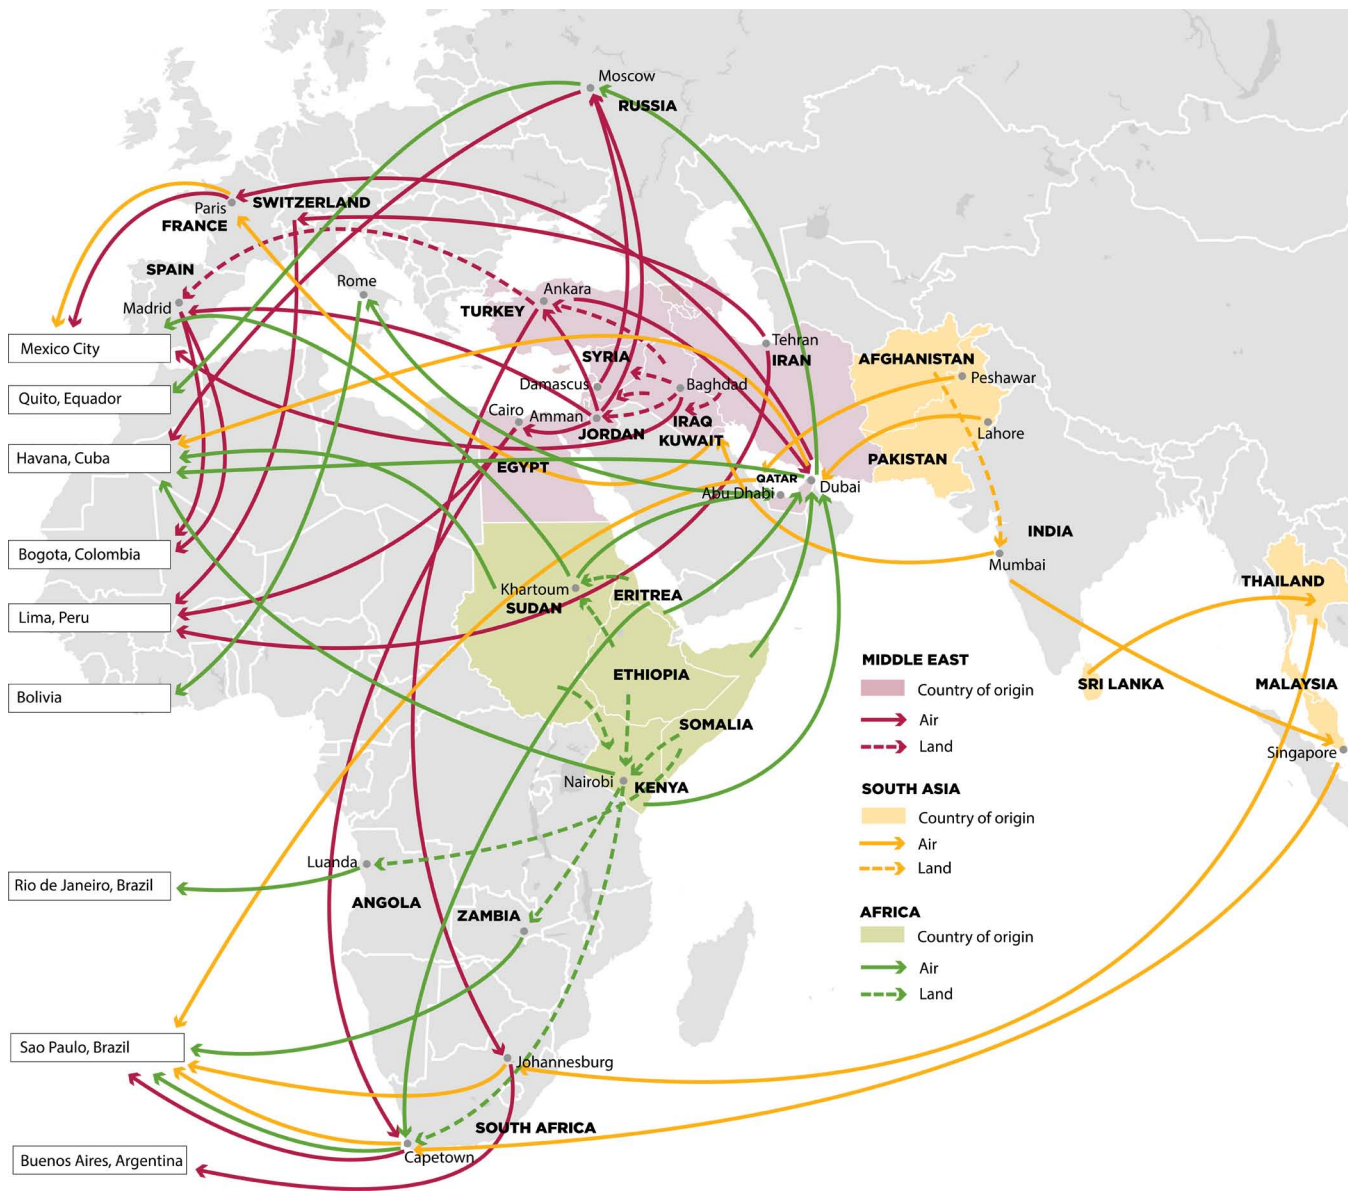 Moscow
RUSSIA
Paris
SWITZERLAND
FRANCE
SPAIN
Rome
Ankara
Madrid
TURKEY
Mexico City
Tehran
IRAN
SYRIA
AFGHANISTAN
Damascus
Baghdad
Peshawar
Quito, Equador
Cairo
Amman
IRAQ
JORDAN
KUWAIT
Lahore
Havana, Cuba
EGYPT
PAKISTAN
QATAR
Abu Dhabi
Dubai
INDIA
Mumbai
Bogota, Colombia
Khartoum
SUDAN
ERITREA
THAILAND
Lima, Peru
ETHIOPIA
MIDDLE EAST
Country of origin
Air
Land
SRI LANKA
MALAYSIA
Bolivia
SOMALIA
Singapore
Nairobi
KENYA
SOUTH ASIA
Country of origin
Air
Land
Luanda
Rio de Janeiro, Brazil
ANGOLA
ZAMBIA
AFRICA
Country of origin
Air
Land
Sao Paulo, Brazil
Johannesburg
SOUTH AFRICA
Capetown
Buenos Aires, Argentina